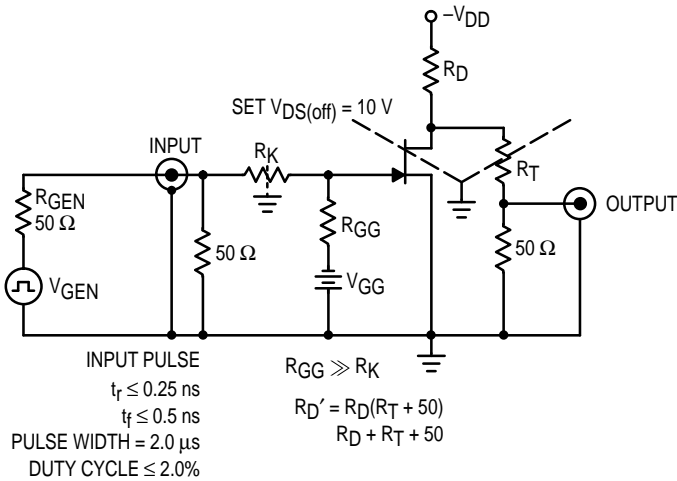 –VDD
RD
SET VDS(off) = 10 V
INPUT
RK
RT
RGEN
50 Ω
OUTPUT
RGG
50 Ω
50 Ω
VGEN
VGG
INPUT PULSE
tr ≤ 0.25 ns
tf ≤ 0.5 ns
PULSE WIDTH = 2.0 µs
DUTY CYCLE ≤ 2.0%
RGG ≫ RK
RD′ = RD(RT + 50)
RD + RT + 50